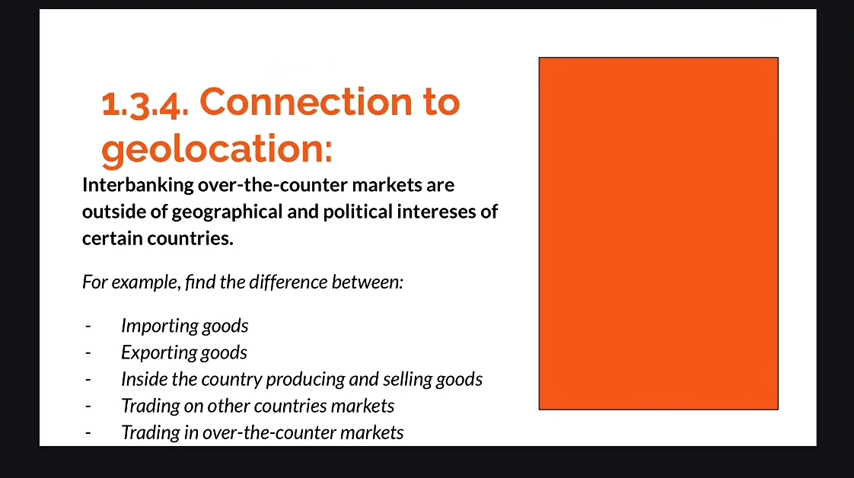 1.3.4. Connection to
geolocation:
Interbanking over-the-counter markets are
outside of geographical and political intereses of
certain countries.
For example, find the difference between:
- Importing goods
- Exporting goods
- Inside the country producing and selling goods
- Trading on other countries markets
- Trading in over-the-counter markets